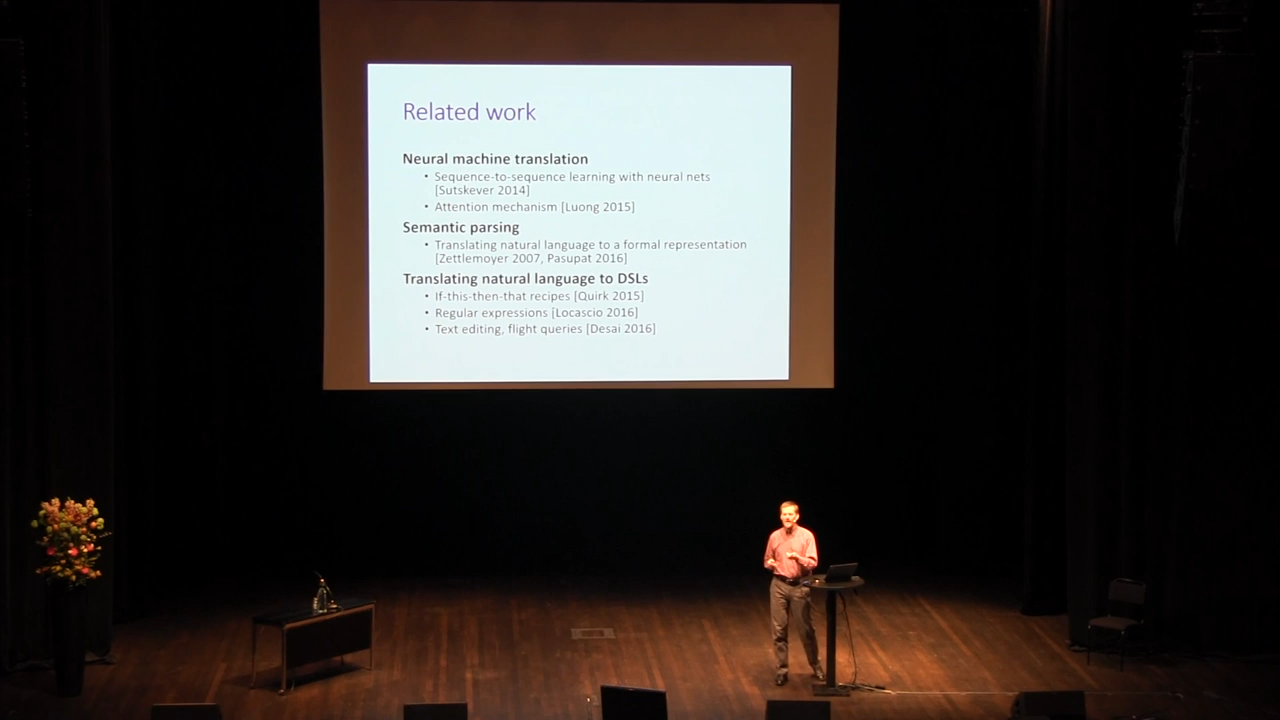 Related work
Neural machine translation
• Sequence-to-sequence learning with neural nets
[Sutskever 2014]
• Attention mechanism [Luong 2015]
Semantic parsing
• Translating natural language to a formal representation
[Zettlemoyer 2007, Pasupat 2016]
Translating natural language to DSLs
• If-this-then-that recipes [Quirk 2015]
• Regular expressions [Locascio 2016]
• Text editing, flight queries [Desai 2016]